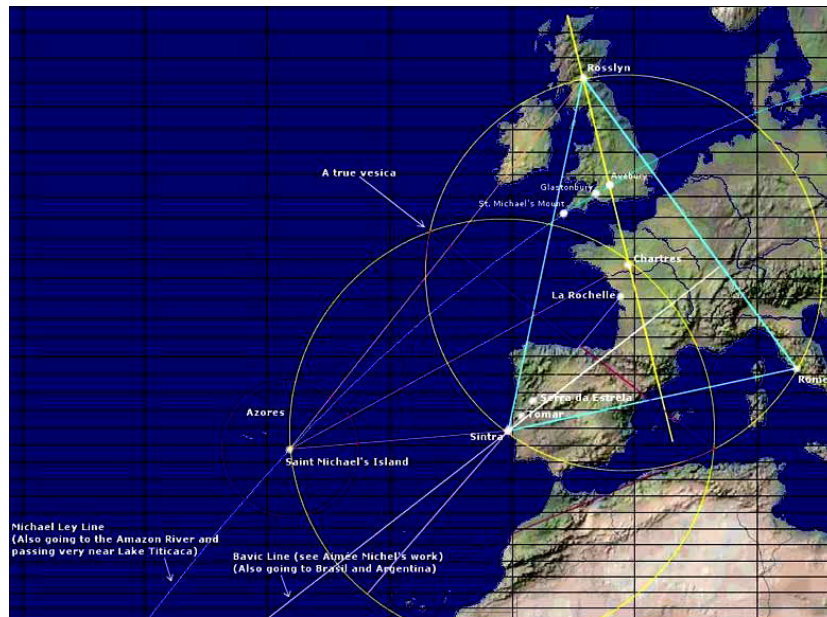 Rosslyn
A true vesica
Avebury
Glastonbury
St. Michael's Mount
Chartres
La Rochelle
Rome
Serra da Estrela
Azores
Tomar
Sintra
Saint Michael's Island
Michael Ley Line
(Also going to the Amazon River and
passing very near Lake Titicaca)
Bavic Line (see Aimée Michel's work)
(Also going to Brasil and Argentina)